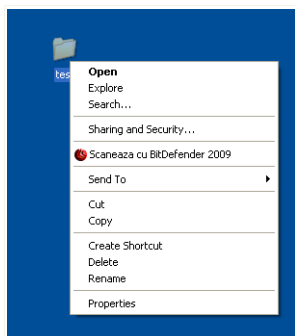 tes
Open
Explore
Search...
Sharing and Security...
Scaneaza cu BitDefender 2009
Send To
Cut
Copy
Create Shortcut
Delete
Rename
Properties